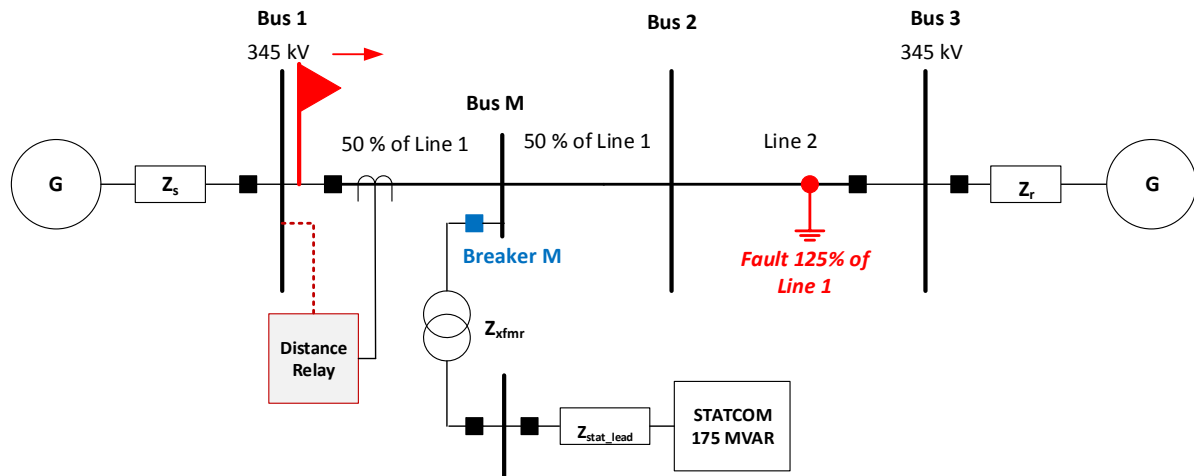 Bus 1
345 kV
Bus M
Bus 2
Bus 3
345 kV
50 % of Line 1
50 % of Line 1
Line 2
G
Zs
Zr
G
Breaker M
Fault 125% of
Line 1
Distance
Relay
Zxfmr
Zstat_lead
STATCOM
175 MVAR